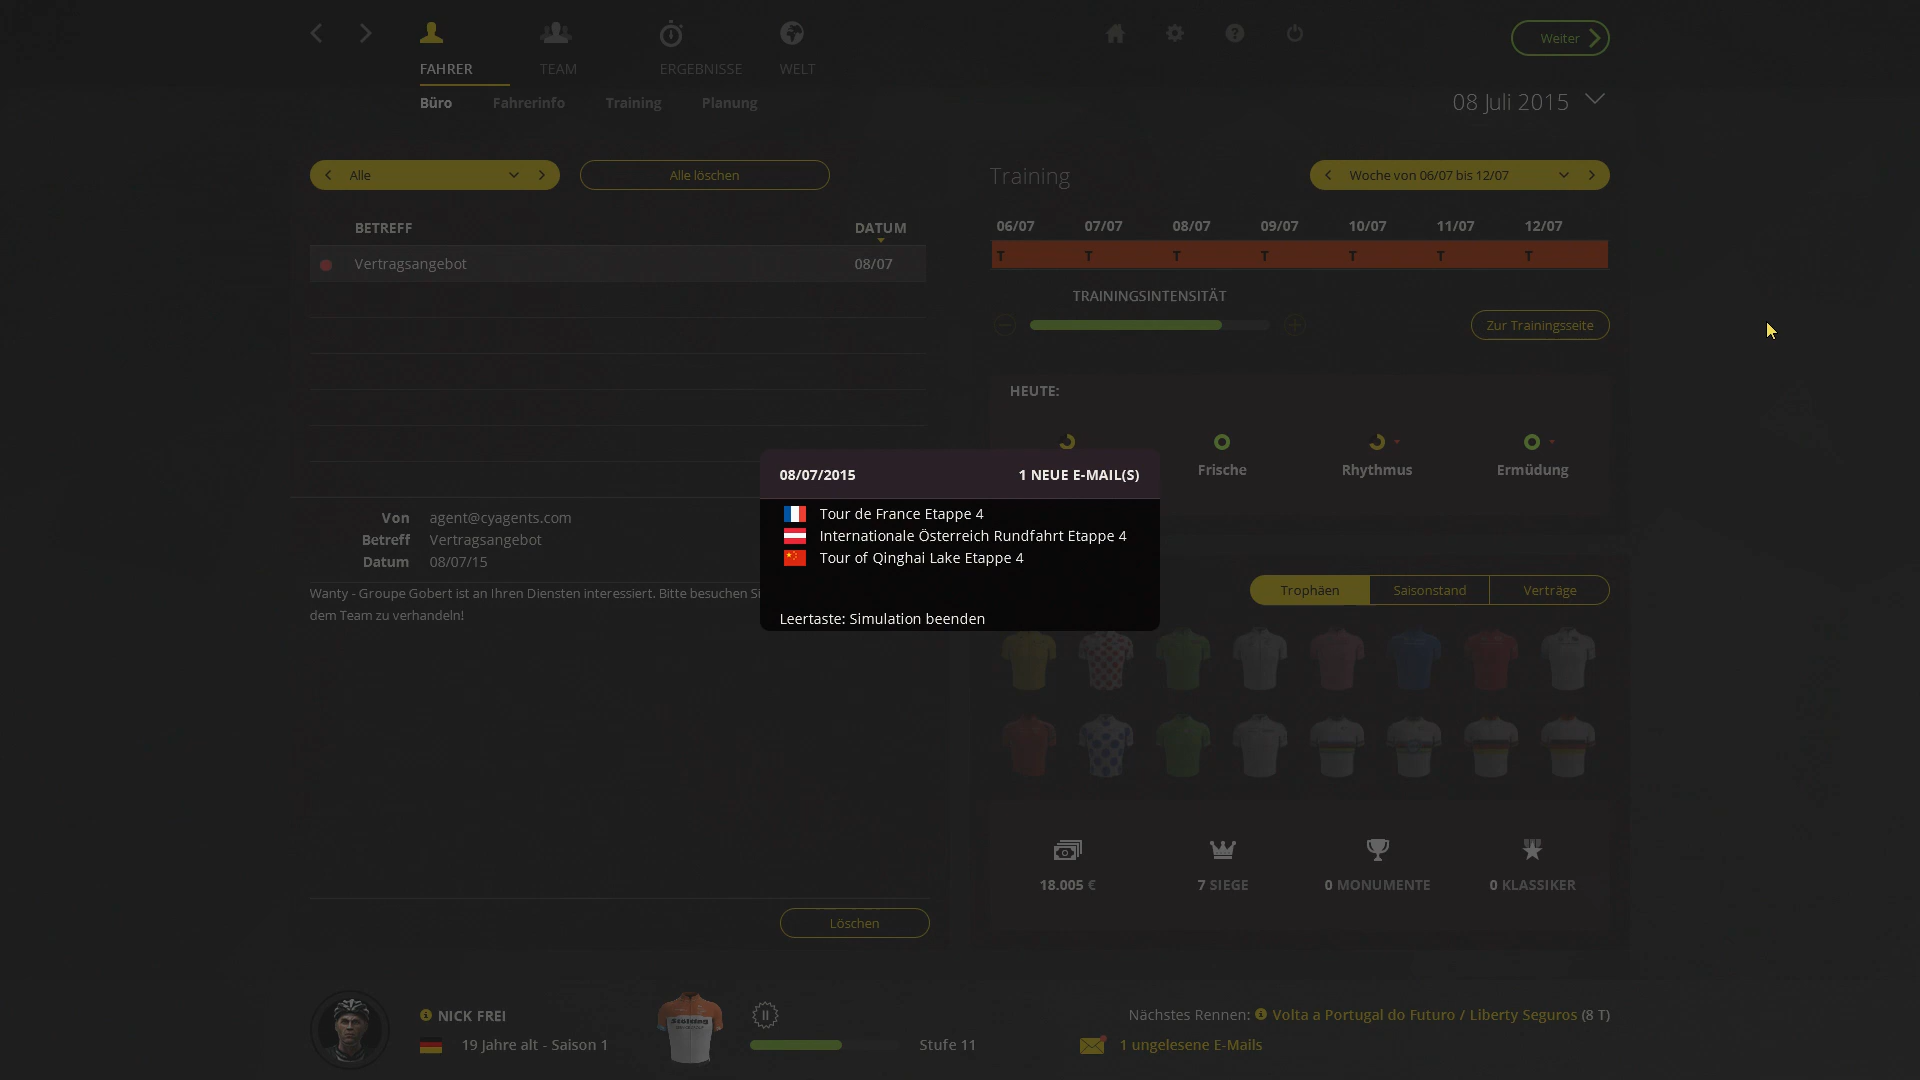 FAHRER
TEAM
ERGEBNISSE
WELT
Weiter
Büro
Fahrerinfo
Training
Planung
08 Juli 2015
Alle
Alle löschen
Training
Woche von 06/07 bis 12/07
BETREFF
DATUM
Vertragsangebot
08/07
06/07 07/07 08/07 09/07 10/07 11/07 12/07
T T T T T T T
TRAININGSINTENSITÄT
Zur Trainingsseite
HEUTE:
Frische
Rhythmus
Ermüdung
08/07/2015
1 NEUE E-MAIL(S)
Tour de France Etappe 4
Internationale Österreich Rundfahrt Etappe 4
Tour of Qinghai Lake Etappe 4
Leertaste: Simulation beenden
Von agent@cyagents.com
Betreff Vertragsangebot
Datum 08/07/15
Wanty - Groupe Gobert ist an Ihren Diensten interessiert. Bitte besuchen
dem Team zu verhandeln!
Trophäen
Saisonstand
Verträge
18.005 €
7 SIEGE
0 MONUMENTE
0 KLASSIKER
Löschen
NICK FREI
19 Jahre alt - Saison 1
Stölting
Stufe 11
Nächstes Rennen: Volta a Portugal do Futuro / Liberty Seguros (8 T)
1 ungelesene E-Mails